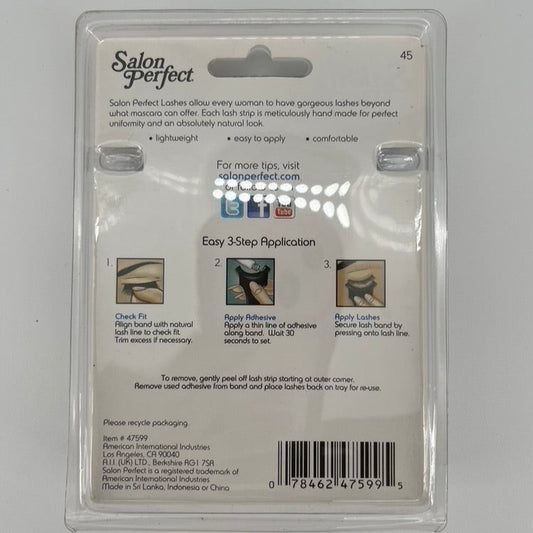 Salon
Perfect
45
Salon Perfect Lashes allow every woman to have gorgeous lashes beyond
what mascara can offer. Each lash strip is meticulously hand made for perfect
uniformity and an absolutely natural look.
• lightweight • easy to apply • comfortable
For more tips, visit
salonperfect.com
You
Tube
Easy 3-Step Application
1.
2.
3.
Check Fit
Align band with natural
lash line to check fit.
Trim excess if necessary.
Apply Adhesive
Apply a thin line of adhesive
along band. Wait 30
seconds to set.
Apply Lashes
Secure lash band by
pressing onto lash line.
To remove, gently peel off lash strip starting at outer corner.
Remove used adhesive from band and place lashes back on tray for re-use.
Please recycle packaging.
Item # 47599
American International Industries
Los Angeles, CA 90040
A.I.I. (UK) LTD., Berkshire RG1 7SR
Salon Perfect is a registered trademark of
American International Industries
Made in Sri Lanka, Indonesia or China
0 78462 47599 5